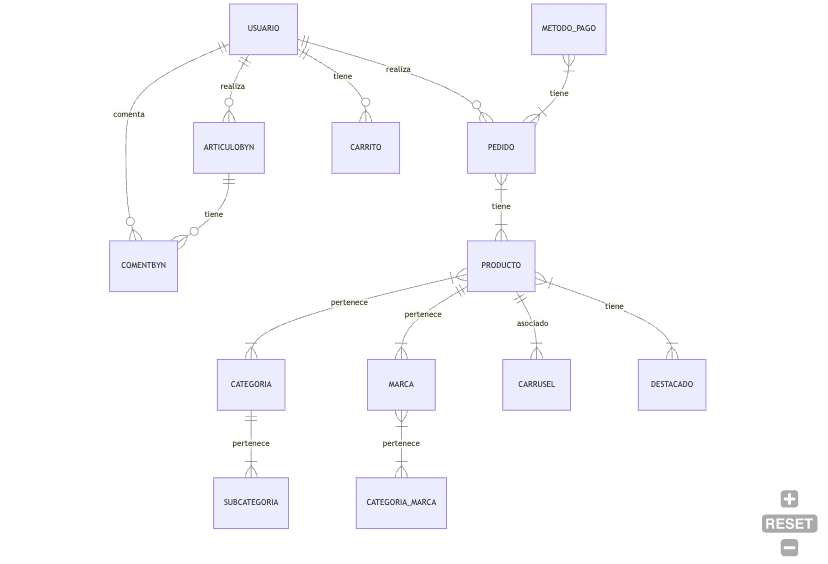 USUARIO
METODO_PAGO
realiza
tiene
realiza
tiene
comenta
ARTICULOBYN
CARRITO
PEDIDO
tiene
tiene
COMENTBYN
PRODUCTO
pertenece
pertenece
asociado
tiene
CATEGORIA
MARCA
CARRUSEL
DESTACADO
pertenece
pertenece
SUBCATEGORIA
CATEGORIA_MARCA
RESET